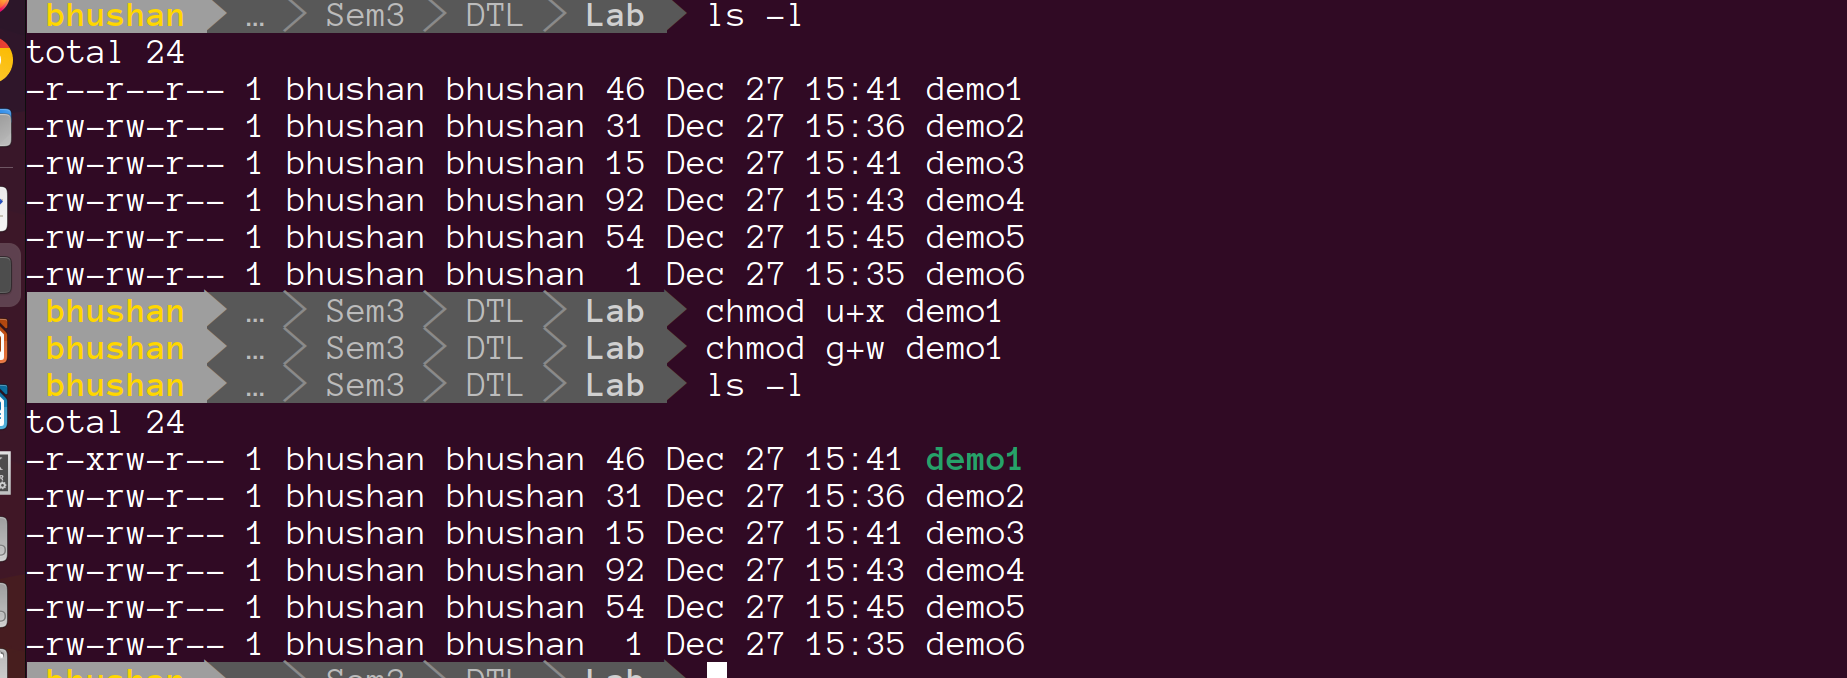 bhushan … Sem3 DTL Lab ls -l
total 24
-r--r--r-- 1 bhushan bhushan 46 Dec 27 15:41 demo1
-rw-rw-r-- 1 bhushan bhushan 31 Dec 27 15:36 demo2
-rw-rw-r-- 1 bhushan bhushan 15 Dec 27 15:41 demo3
-rw-rw-r-- 1 bhushan bhushan 92 Dec 27 15:43 demo4
-rw-rw-r-- 1 bhushan bhushan 54 Dec 27 15:45 demo5
-rw-rw-r-- 1 bhushan bhushan  1 Dec 27 15:35 demo6
bhushan … Sem3 DTL Lab chmod u+x demo1
bhushan … Sem3 DTL Lab chmod g+w demo1
bhushan … Sem3 DTL Lab ls -l
total 24
-r-xrw-r-- 1 bhushan bhushan 46 Dec 27 15:41 demo1
-rw-rw-r-- 1 bhushan bhushan 31 Dec 27 15:36 demo2
-rw-rw-r-- 1 bhushan bhushan 15 Dec 27 15:41 demo3
-rw-rw-r-- 1 bhushan bhushan 92 Dec 27 15:43 demo4
-rw-rw-r-- 1 bhushan bhushan 54 Dec 27 15:45 demo5
-rw-rw-r-- 1 bhushan bhushan  1 Dec 27 15:35 demo6
bhushan … Sem3 DTL Lab